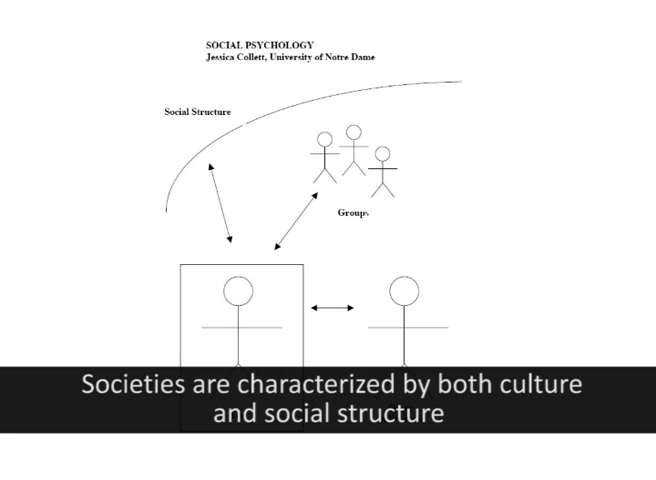 SOCIAL PSYCHOLOGY
Jessica Collett, University of Notre Dame
Social Structure
Groups
Societies are characterized by both culture
and social structure